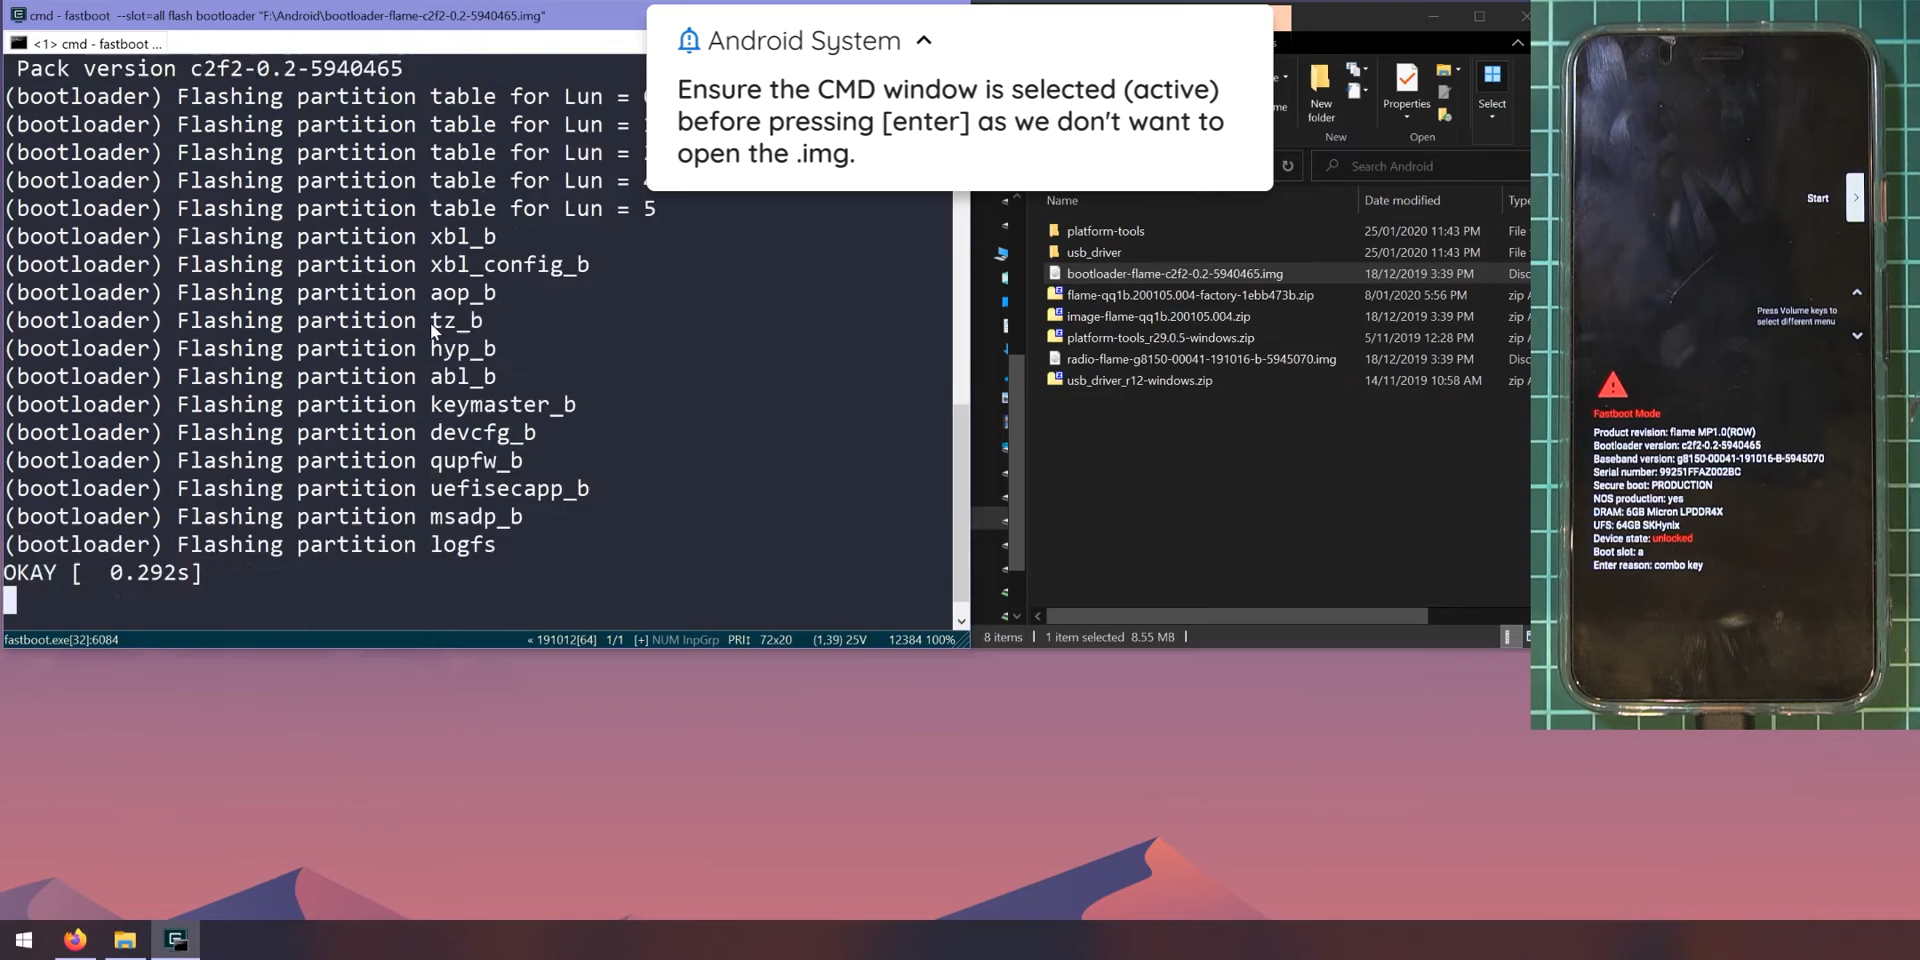 cmd - fastboot --slot=all flash bootloader "F:\Android\bootloader-flame-c2f2-0.2-5940465.img"
<1> cmd - fastboot ...
Pack version c2f2-0.2-5940465
(bootloader) Flashing partition table for Lun =
(bootloader) Flashing partition table for Lun =
(bootloader) Flashing partition table for Lun =
(bootloader) Flashing partition table for Lun =
(bootloader) Flashing partition table for Lun = 5
(bootloader) Flashing partition xbl_b
(bootloader) Flashing partition xbl_config_b
(bootloader) Flashing partition aop_b
(bootloader) Flashing partition tz_b
(bootloader) Flashing partition hyp_b
(bootloader) Flashing partition abl_b
(bootloader) Flashing partition keymaster_b
(bootloader) Flashing partition devcfg_b
(bootloader) Flashing partition qupfw_b
(bootloader) Flashing partition uefisecapp_b
(bootloader) Flashing partition msadp_b
(bootloader) Flashing partition logfs
OKAY [ 0.292s]
fastboot.exe[32]:6084
« 191012[64] 1/1 [+] NUM InpGrp PRI↕ 72x20 (1,39) 25V 12384 100%
Android System
Ensure the CMD window is selected (active)
before pressing [enter] as we don't want to
open the .img.
New
folder
New
Properties
Open
Select
Search Android
Name Date modified
platform-tools 25/01/2020 11:43 PM File
usb_driver 25/01/2020 11:43 PM File
bootloader-flame-c2f2-0.2-5940465.img 18/12/2019 3:39 PM Disc
flame-qq1b.200105.004-factory-1ebb473b.zip 8/01/2020 5:56 PM zip
image-flame-qq1b.200105.004.zip 18/12/2019 3:39 PM zip
platform-tools_r29.0.5-windows.zip 5/11/2019 12:28 PM zip
radio-flame-g8150-00041-191016-b-5945070.img 18/12/2019 3:39 PM Disc
usb_driver_r12-windows.zip 14/11/2019 10:58 AM zip
8 items 1 item selected 8.55 MB
Start
Press Volume keys to
select different menu
Fastboot Mode
Product revision: flame MP1.0(ROW)
Bootloader version: c2f2-0.2-5940465
Baseband version: g8150-00041-191016-B-5945070
Serial number: 99251FFAZ002BC
Secure boot: PRODUCTION
NOS production: yes
DRAM: 6GB Micron LPDDR4X
UFS: 64GB SKHynix
Device state: unlocked
Boot slot: a
Enter reason: combo key